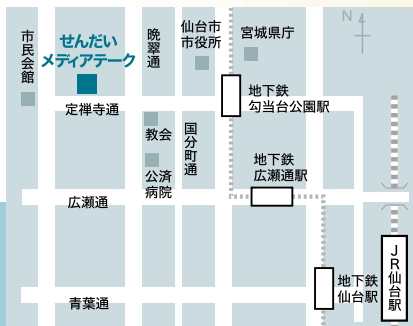 市民会館
せんだい
メディアテーク
晩翠通
仙台市
市役所
宮城県庁
N
定禅寺通
地下鉄
勾当台公園駅
教会
国分町通
公済
病院
地下鉄
広瀬通駅
広瀬通
地下鉄
仙台駅
JR仙台駅
青葉通